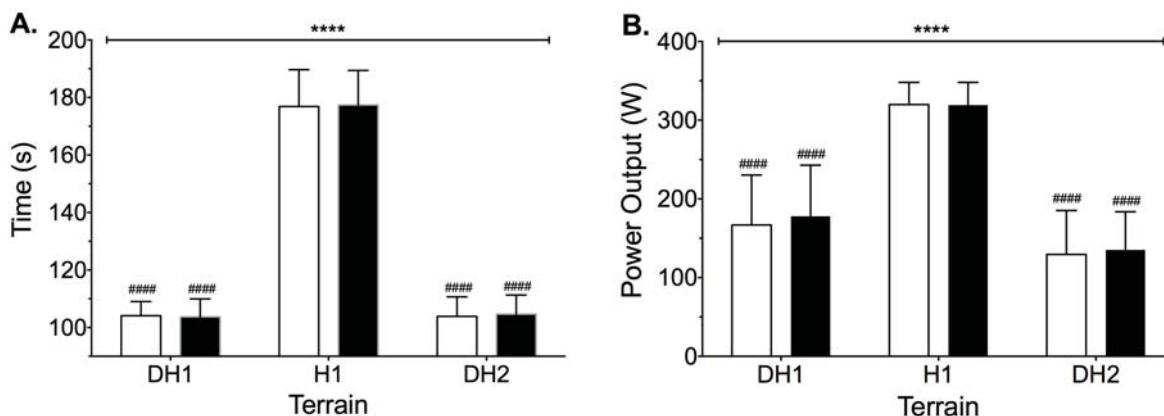 A.
****
Time (s)
200
180
160
140
120
100
####
####
####
####
DH1
H1
DH2
Terrain
B.
****
Power Output (W)
400
300
200
100
0
####
####
####
####
DH1
H1
DH2
Terrain